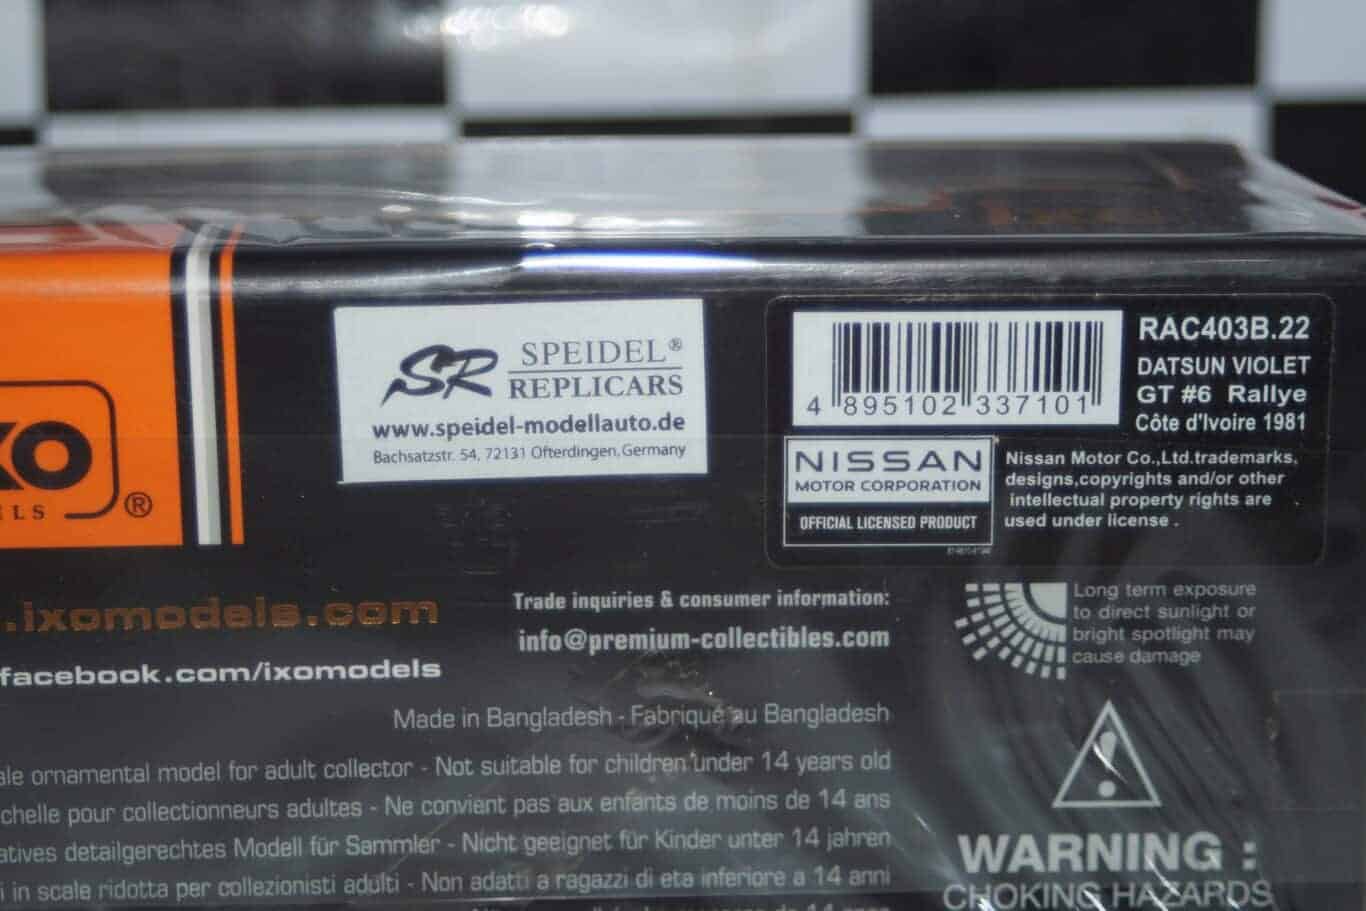 XO
ELS
®
.ixomodels.com
facebook.com/ixomodels
SR SPEIDEL®
REPLICARS
www.speidel-modellauto.de
Bachsatzstr. 54, 72131 Ofterdingen, Germany
4 895102 337101
RAC403B.22
DATSUN VIOLET
GT #6 Rallye
Côte d'Ivoire 1981
NISSAN
MOTOR CORPORATION
OFFICIAL LICENSED PRODUCT
Nissan Motor Co.,Ltd.trademarks,
designs,copyrights and/or other
intellectual property rights are
used under license .
Trade inquiries & consumer information:
info@premium-collectibles.com
Made in Bangladesh - Fabriqué au Bangladesh
ale ornamental model for adult collector - Not suitable for children under 14 years old
chelle pour collectionneurs adultes - Ne convient pas aux enfants de moins de 14 ans
atives detailgerechtes Modell für Sammler - Nicht geeignet für Kinder unter 14 jahren
i in scale ridotta per collezionisti adulti - Non adatti a ragazzi di eta inferiore a 14 anni
Long term exposure
to direct sunlight or
bright spotlight may
cause damage
WARNING :
CHOKING HAZARDS